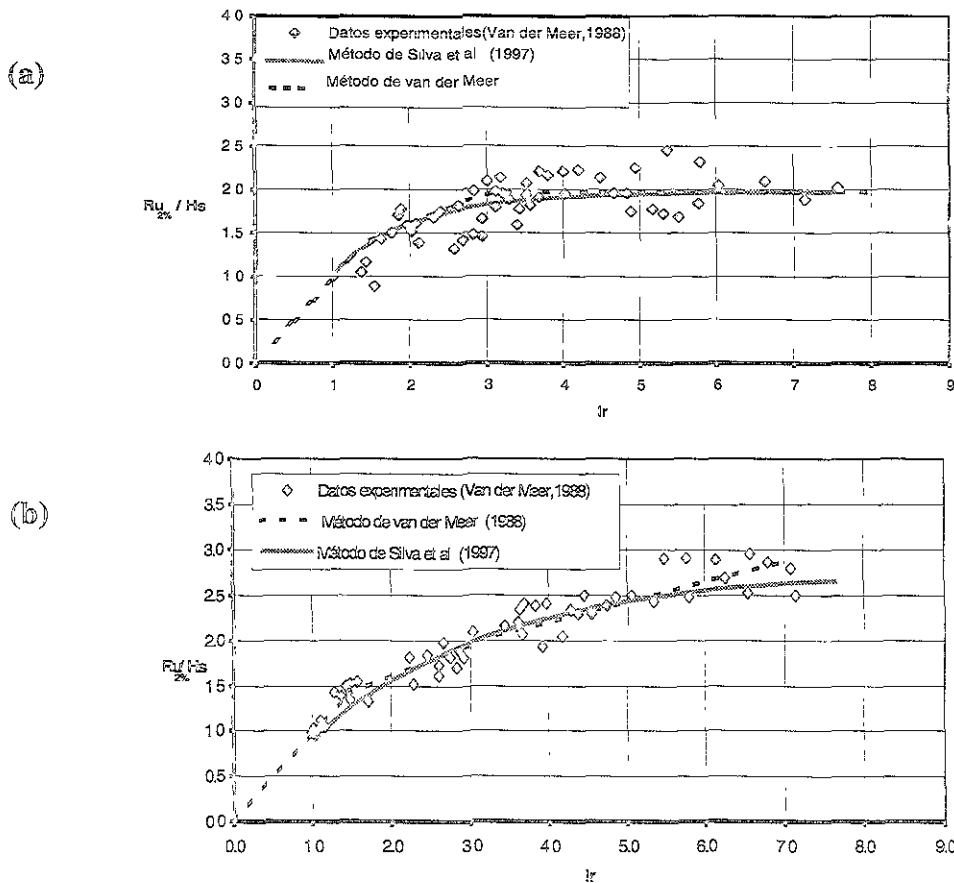 (a)
4.0
3.5
3.0
2.5
2.0
1.5
1.0
0.5
0.0
Ru2% / Hs
Datos experimentales(Van der Meer,1988)
Método de Silva et al (1997)
Método de van der Meer
0 1 2 3 4 5 6 7 8 9
Ir
(b)
4.0
3.5
3.0
2.5
2.0
1.5
1.0
0.5
0.0
Ru2%/Hs
Datos experimentales (Van der Meer,1988)
Método de van der Meer (1988)
Método de Silva et al (1997)
0.0 1.0 2.0 3.0 4.0 5.0 6.0 7.0 8.0 9.0
Ir